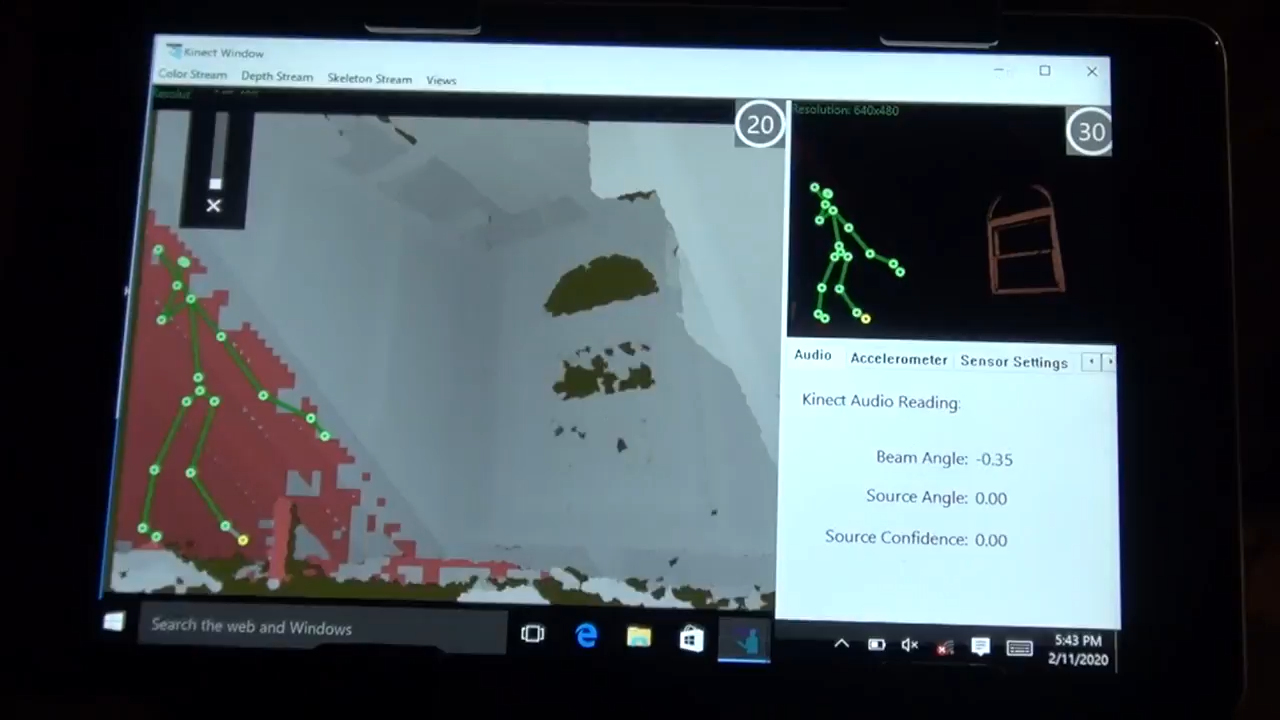 Kinect Window
Color Stream Depth Stream Skeleton Stream Views
20
Resolution: 640x480
30
Audio Accelerometer Sensor Settings
Kinect Audio Reading:
Beam Angle: -0.35
Source Angle: 0.00
Source Confidence: 0.00
Search the web and Windows
5:43 PM
2/11/2020